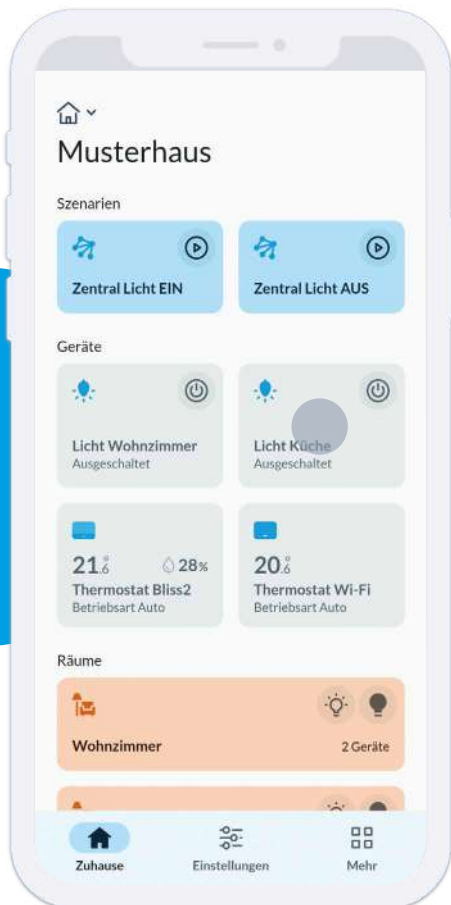 Musterhaus
Szenarien
Zentral Licht EIN
Zentral Licht AUS
Geräte
Licht Wohnzimmer
Ausgeschaltet
Licht Küche
Ausgeschaltet
21.6° 28%
Thermostat Bliss2
Betriebsart Auto
20.6°
Thermostat Wi-Fi
Betriebsart Auto
Räume
Wohnzimmer 2 Geräte
Zuhause Einstellungen Mehr